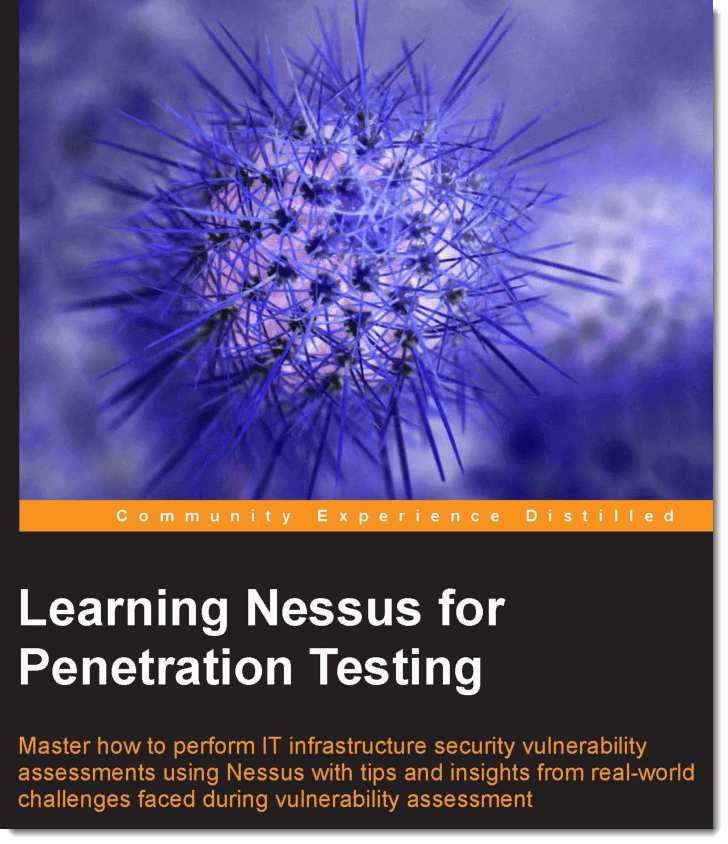 Community Experience Distilled
Learning Nessus for
Penetration Testing
Master how to perform IT infrastructure security vulnerability
assessments using Nessus with tips and insights from real-world
challenges faced during vulnerability assessment